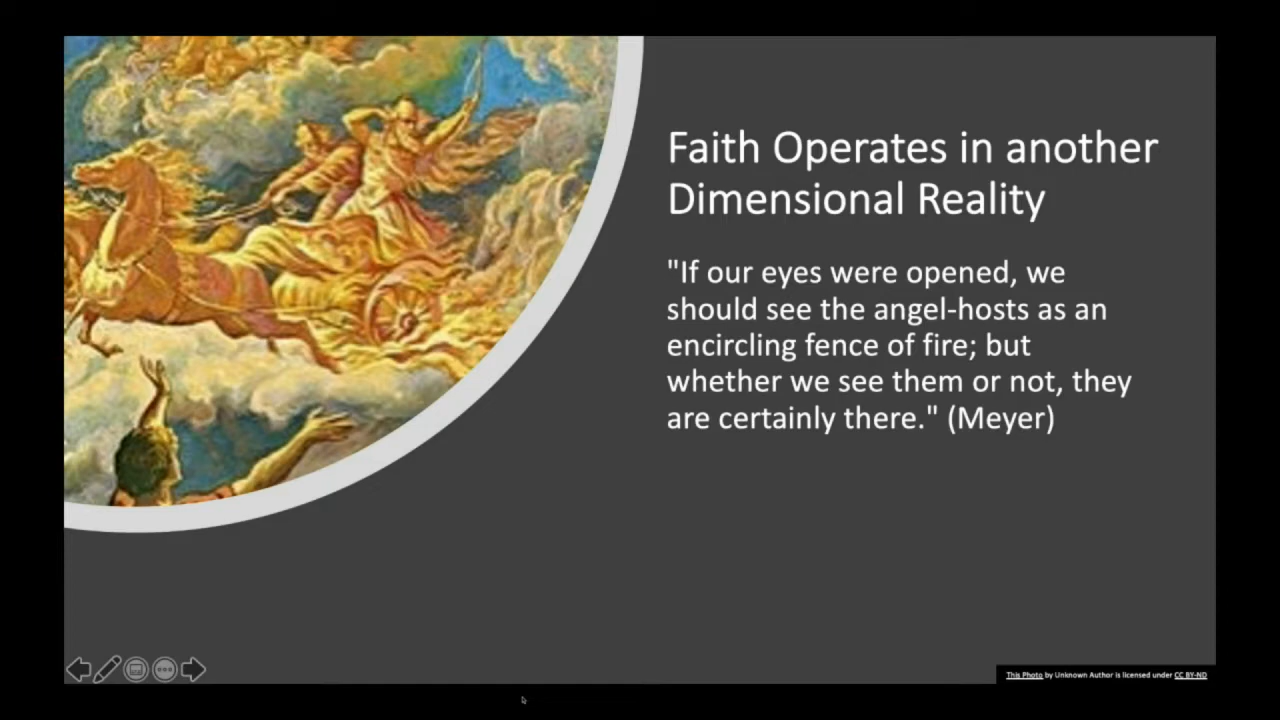 Faith Operates in another
Dimensional Reality
"If our eyes were opened, we
should see the angel-hosts as an
encircling fence of fire; but
whether we see them or not, they
are certainly there." (Meyer)
This Photo by Unknown Author is licensed under CC BY-ND